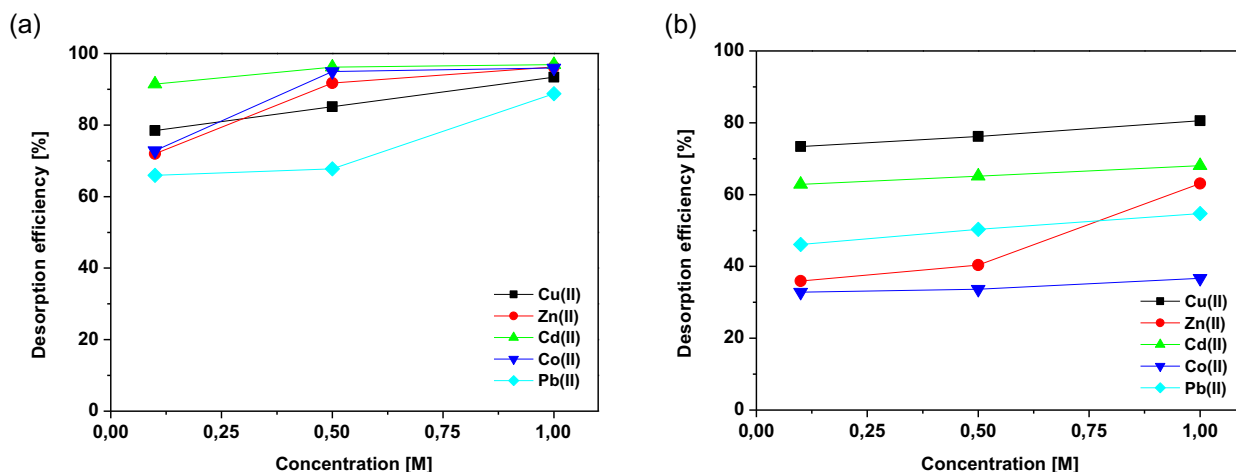 (a)
100
80
60
40
20
0
Desorption efficiency [%]
0,00 0,25 0,50 0,75 1,00
Concentration [M]
Cu(II)
Zn(II)
Cd(II)
Co(II)
Pb(II)
(b)
100
80
60
40
20
0
Desorption efficiency [%]
0,00 0,25 0,50 0,75 1,00
Concentration [M]
Cu(II)
Zn(II)
Cd(II)
Co(II)
Pb(II)